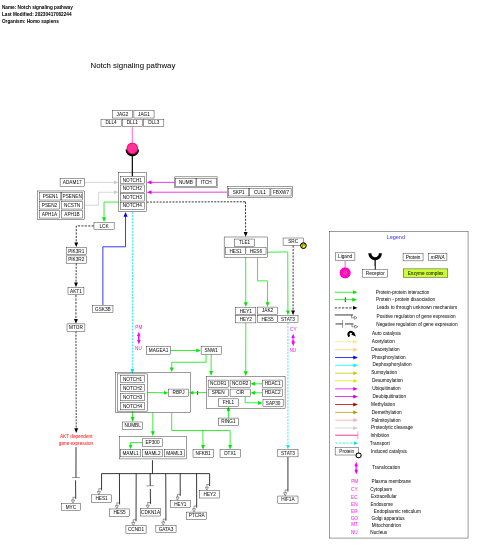 Name: Notch signaling pathway
Last Modified: 20230417082244
Organism: Homo sapiens
Notch signaling pathway
JAG2 JAG1
DLL4 DLL1 DLL3
ADAM17
NOTCH1
NOTCH2
NOTCH3
NOTCH4
NUMB ITCH
SKP1 CUL1 FBXW7
PSEN1 PSENEN
PSEN2 NCSTN
APH1A APH1B
LCK
PIK3R1
PIK3R2
AKT1
GSK3B
MTOR
TLE1
HES1 HES6
SRC
HEY1 JAK2
HEY2 HES5 STAT3
PM
NU
CY
NU
MAGEA1
SNW1
NOTCH1
NOTCH2
NOTCH3
NOTCH4
RBPJ
NCOR1 NCOR2 HDAC1
SPEN CIR HDAC2
FHL1 SAP30
RING1
NUMBL
EP300
MAML1 MAML2 MAML3
NFKB1
DTX1
STAT3
AKT dependent
gene expression
MYC
HES1
HES5
CCND1
CDKN1A
GATA3
HEY1
PTCRA
HEY2
HIF1A
Legend
Ligand
Receptor
Protein
mRNA
Enzyme complex
Protein-protein interaction
Protein - protein dissociation
Leads to through unknown mechanism
Positive regulation of gene expression
Negative regulation of gene expression
Auto catalysis
Acetylation
Deacetylation
Phosphorylation
Dephosphorylation
Sumoylation
Desumoylation
Ubiquitination
Deubiquitination
Methylation
Demethylation
Palmitoylation
Proteolytic cleavage
Inhibition
Transport
Protein
Induced catalysis
Translocation
PM Plasma membrane
CY Cytoplasm
EC Extracellular
EN Endosome
ER Endoplasmic reticulum
GO Golgi apparatus
MT Mitochondrion
NU Nucleus